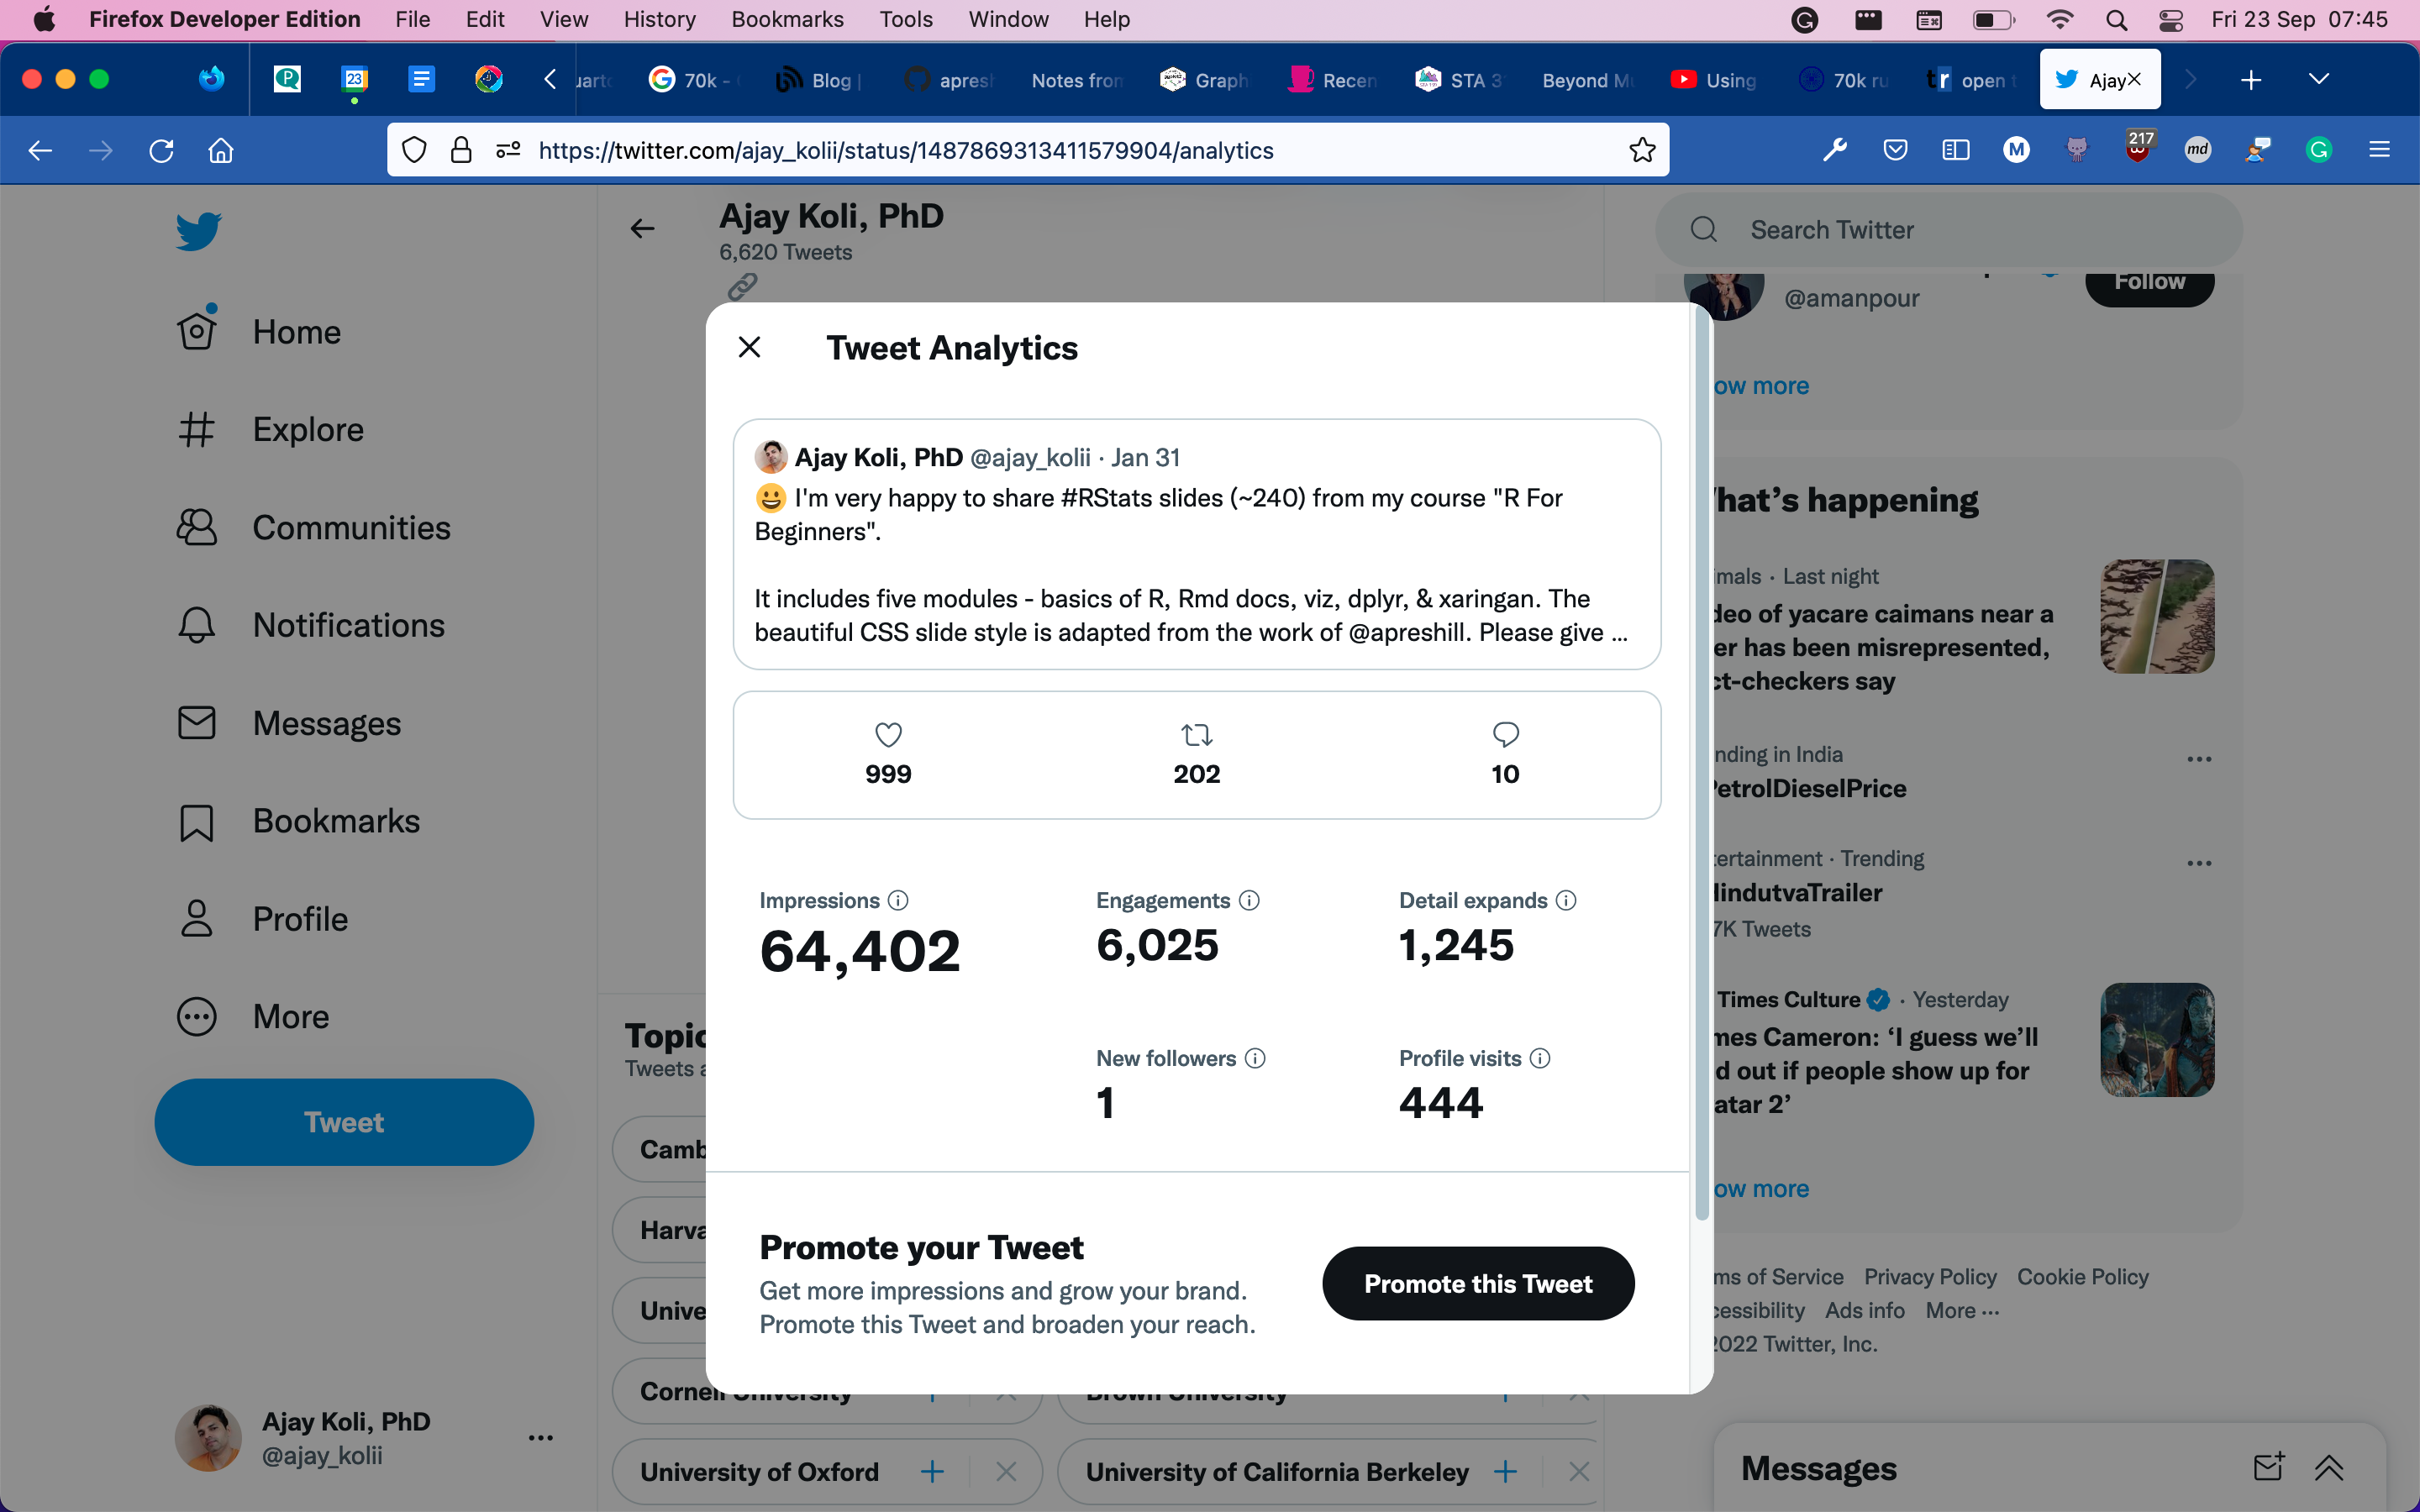 Firefox Developer Edition File Edit View History Bookmarks Tools Window Help Fri 23 Sep 07:45
23 70k - Blog | Notes from Graph Recen STA 3 Beyond Using 70k ru open Ajay
https://twitter.com/ajay_kolii/status/1487869313411579904/analytics
217
md
Ajay Koli, PhD
6,620 Tweets
Search Twitter
@amanpour
Follow
Home
Explore
Communities
Notifications
Messages
Bookmarks
Profile
More
Tweet
Ajay Koli, PhD
@ajay_kolii
Tweet Analytics
Ajay Koli, PhD @ajay_kolii · Jan 31
😀 I'm very happy to share #RStats slides (~240) from my course "R For
Beginners".
It includes five modules - basics of R, Rmd docs, viz, dplyr, & xaringan. The
beautiful CSS slide style is adapted from the work of @apreshill. Please give ...
999 202 10
Impressions Engagements Detail expands
64,402 6,025 1,245
New followers Profile visits
1 444
Promote your Tweet
Get more impressions and grow your brand.
Promote this Tweet and broaden your reach.
Promote this Tweet
Topic
Tweets
Camb
Harva
Unive
Cornell University Brown University
University of Oxford University of California Berkeley
ow more
hat's happening
mals · Last night
deo of yacare caimans near a
er has been misrepresented,
ct-checkers say
nding in India
PetrolDieselPrice
tertainment · Trending
HindutvaTrailer
7K Tweets
Times Culture · Yesterday
mes Cameron: ‘I guess we’ll
d out if people show up for
atar 2’
ow more
ms of Service Privacy Policy Cookie Policy
cessibility Ads info More ···
2022 Twitter, Inc.
Messages